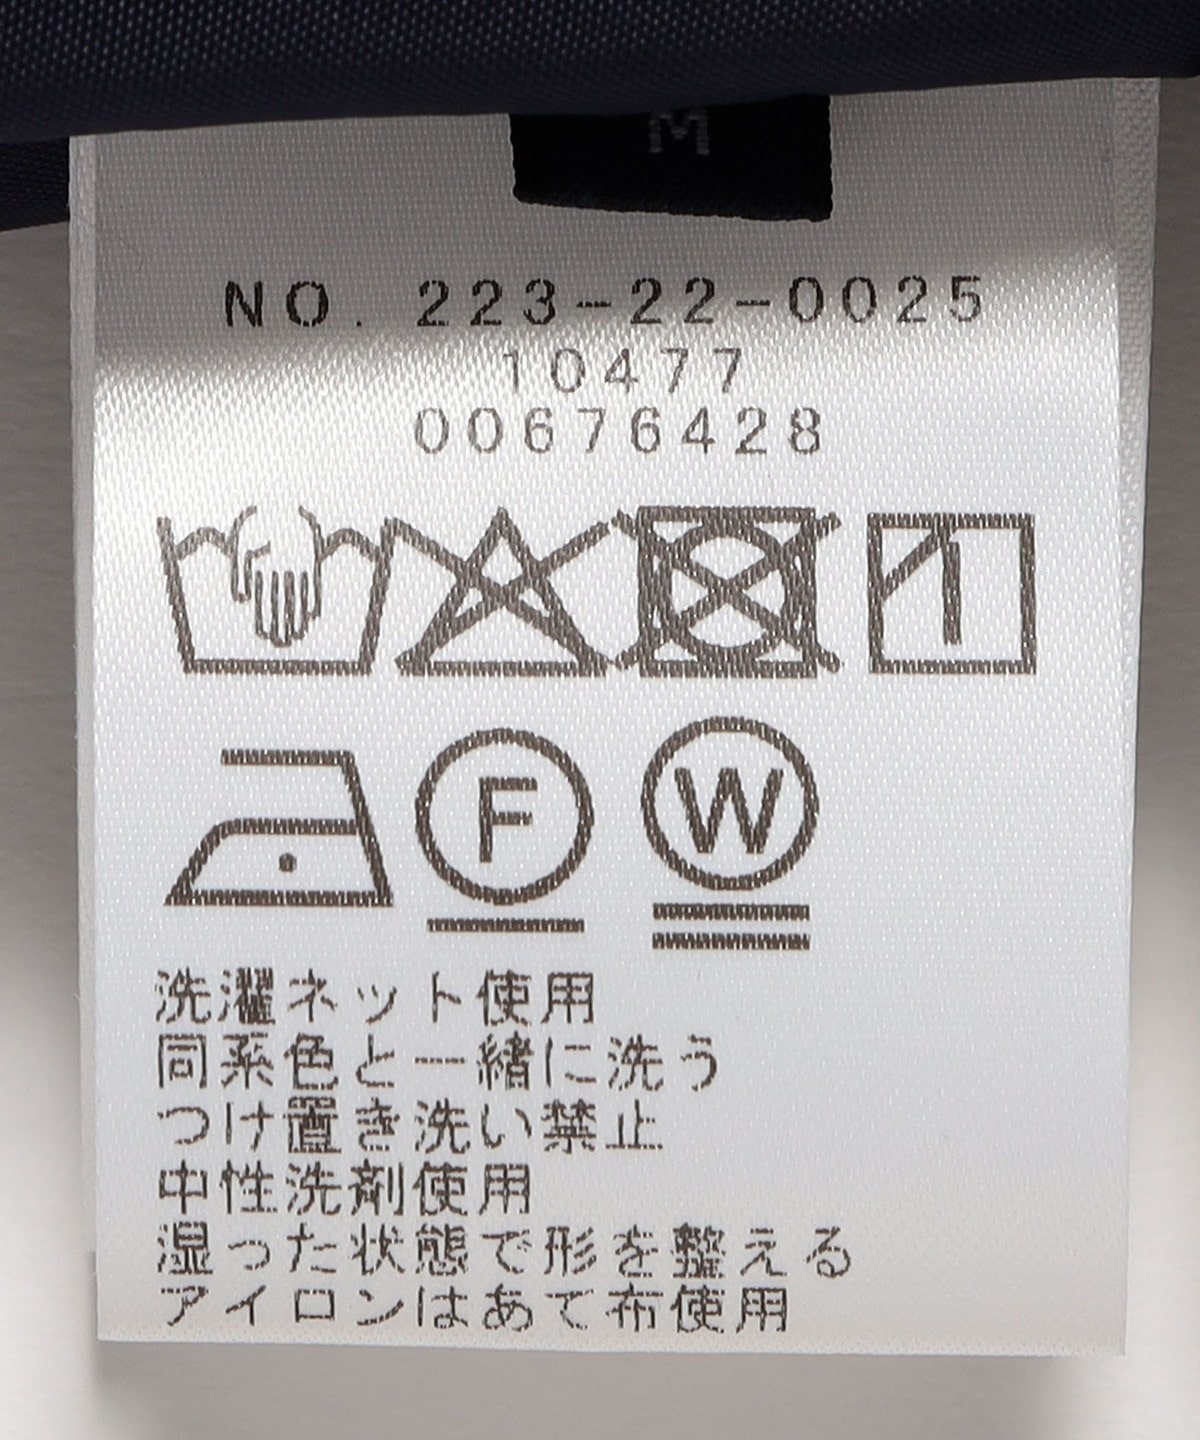 M
NO. 223-22-0025
10477
00676428
F W
洗濯ネット使用
同系色と一緒に洗う
つけ置き洗い禁止
中性洗剤使用
湿った状態で形を整える
アイロンはあて布使用